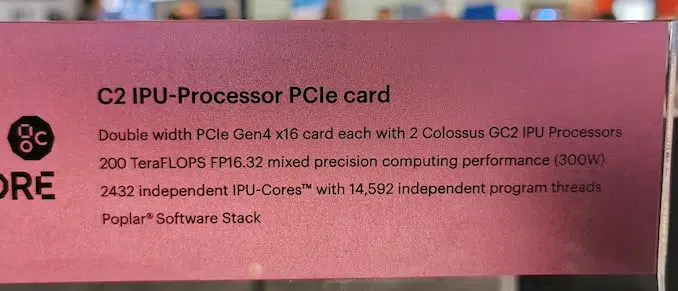 C2 IPU-Processor PCIe card
Double width PCIe Gen4 x16 card each with 2 Colossus GC2 IPU Processors
200 TeraFLOPS FP16.32 mixed precision computing performance (300W)
2432 independent IPU-Cores™ with 14,592 independent program threads
Poplar® Software Stack
GC
ORE